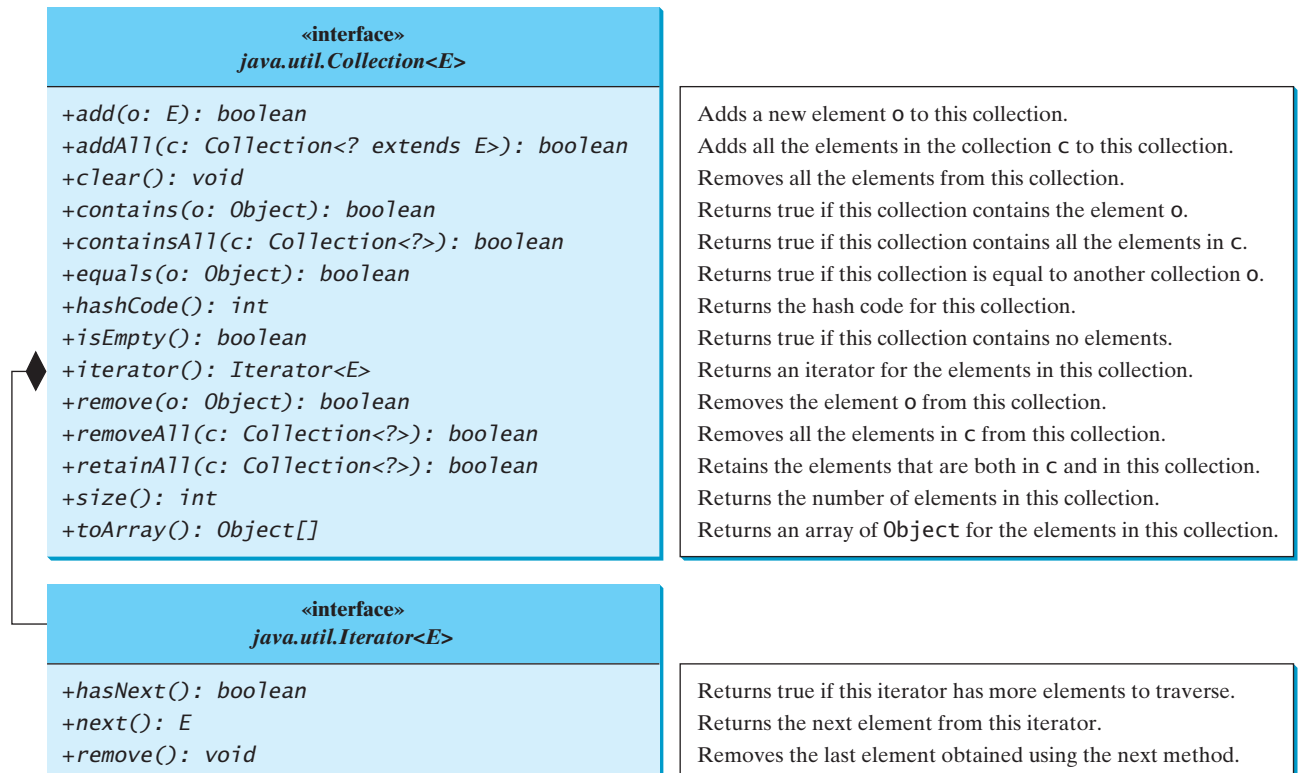 «interface»
java.util.Collection<E>
+add(o: E): boolean
Adds a new element o to this collection.
+addAll(c: Collection<? extends E>): boolean
Adds all the elements in the collection c to this collection.
+clear(): void
Removes all the elements from this collection.
+contains(o: Object): boolean
Returns true if this collection contains the element o.
+containsAll(c: Collection<?>): boolean
Returns true if this collection contains all the elements in c.
+equals(o: Object): boolean
Returns true if this collection is equal to another collection o.
+hashCode(): int
Returns the hash code for this collection.
+isEmpty(): boolean
Returns true if this collection contains no elements.
+iterator(): Iterator<E>
Returns an iterator for the elements in this collection.
+remove(o: Object): boolean
Removes the element o from this collection.
+removeAll(c: Collection<?>): boolean
Removes all the elements in c from this collection.
+retainAll(c: Collection<?>): boolean
Retains the elements that are both in c and in this collection.
+size(): int
Returns the number of elements in this collection.
+toArray(): Object[]
Returns an array of Object for the elements in this collection.
«interface»
java.util.Iterator<E>
+hasNext(): boolean
Returns true if this iterator has more elements to traverse.
+next(): E
Returns the next element from this iterator.
+remove(): void
Removes the last element obtained using the next method.